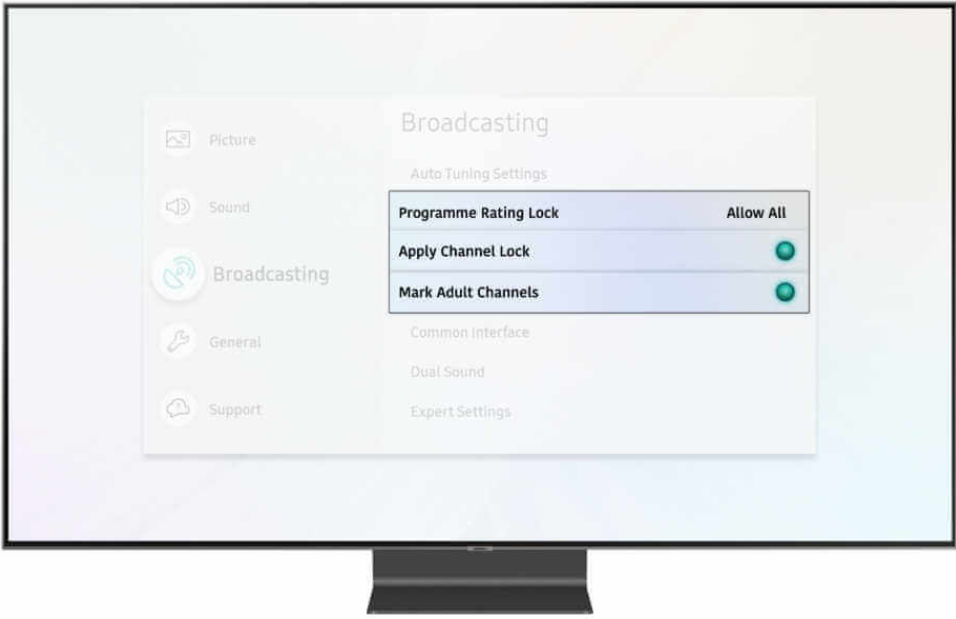 Picture
Sound
Broadcasting
General
Support
Broadcasting
Auto Tuning Settings
Programme Rating Lock Allow All
Apply Channel Lock
Mark Adult Channels
Common Interface
Dual Sound
Expert Settings